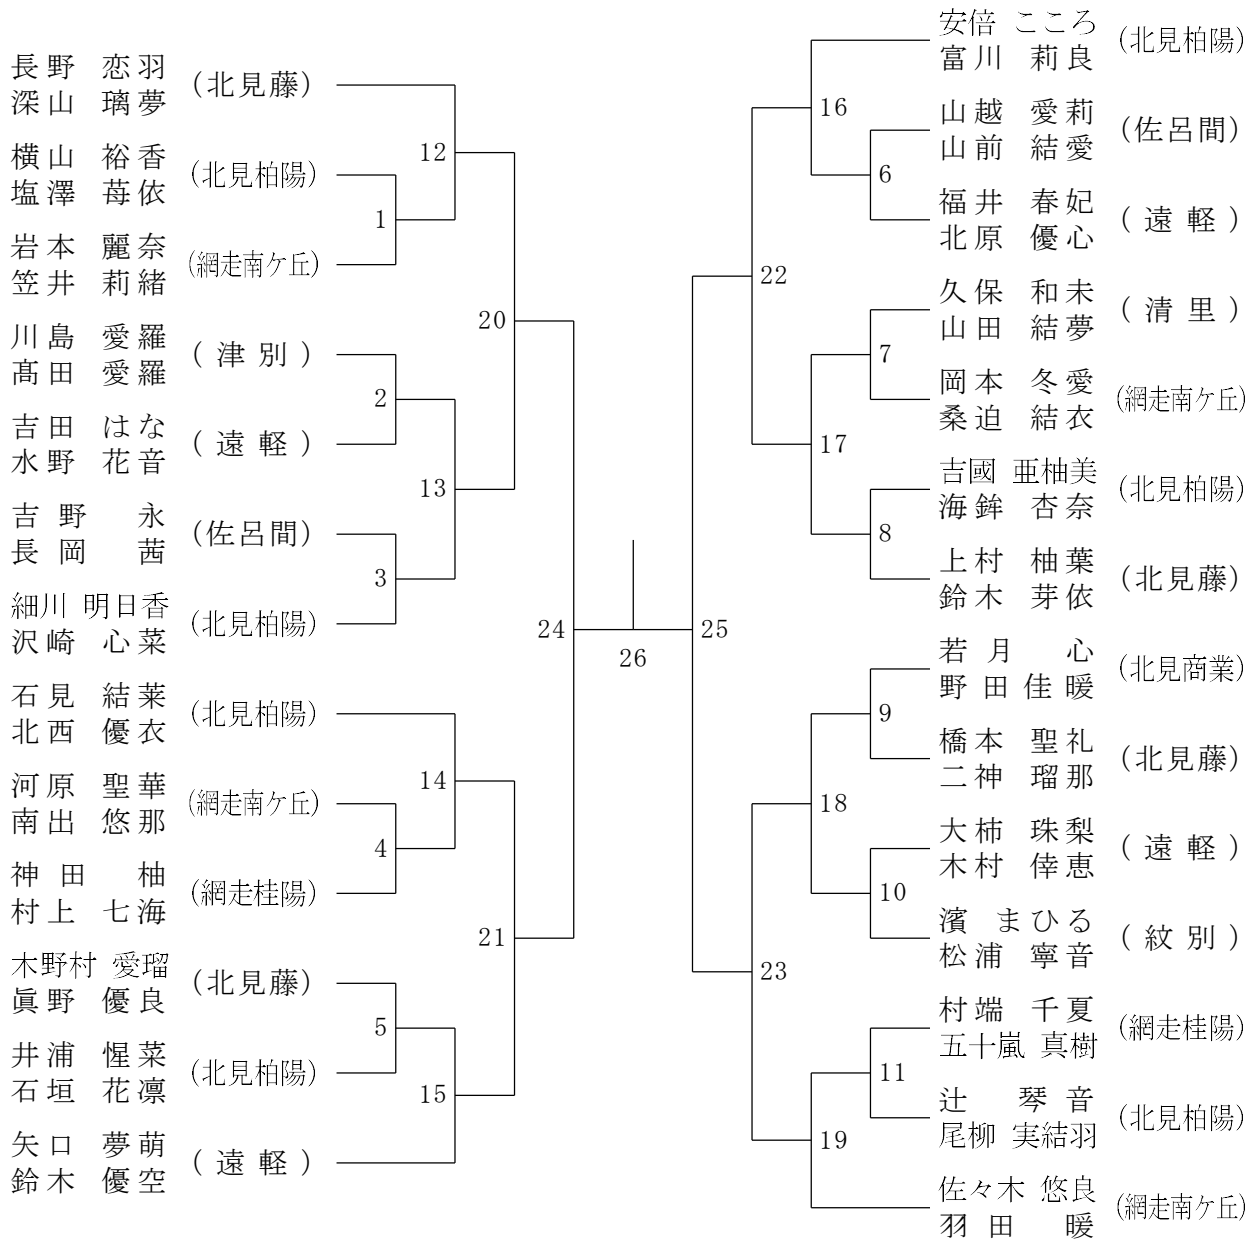 長野 恋羽
深山 璃夢
(北見藤)
横山 裕香
塩澤 苺依
(北見柏陽)
岩本 麗奈
笠井 莉緒
(網走南ケ丘)
川島 愛羅
髙田 愛羅
(津別)
吉田 はな
水野 花音
(遠軽)
吉野 永
長岡 茜
(佐呂間)
細川 明日香
沢崎 心菜
(北見柏陽)
石見 結菜
北西 優衣
(北見柏陽)
河原 聖華
南出 悠那
(網走南ケ丘)
神田 柚
村上 七海
(網走桂陽)
木野村 愛瑠
眞野 優良
(北見藤)
井浦 惺菜
石垣 花凛
(北見柏陽)
矢口 夢萌
鈴木 優空
(遠軽)
12
1
20
2
13
3
24
14
4
21
5
15
26
25
16
6
22
7
17
8
9
18
10
23
11
19
安倍 こころ
富川 莉良
(北見柏陽)
山越 愛莉
山前 結愛
(佐呂間)
福井 春妃
北原 優心
(遠軽)
久保 和未
山田 結夢
(清里)
岡本 冬愛
桑迫 結衣
(網走南ケ丘)
吉國 亜柚美
海鉾 杏奈
(北見柏陽)
上村 柚葉
鈴木 芽依
(北見藤)
若月 心
野田 佳暖
(北見商業)
橋本 聖礼
二神 瑠那
(北見藤)
大柿 珠梨
木村 倖恵
(遠軽)
濱 まひる
松浦 寧音
(紋別)
村端 千夏
五十嵐 真樹
(網走桂陽)
辻 琴音
尾柳 実結羽
(北見柏陽)
佐々木 悠良
羽田 暖
(網走南ケ丘)